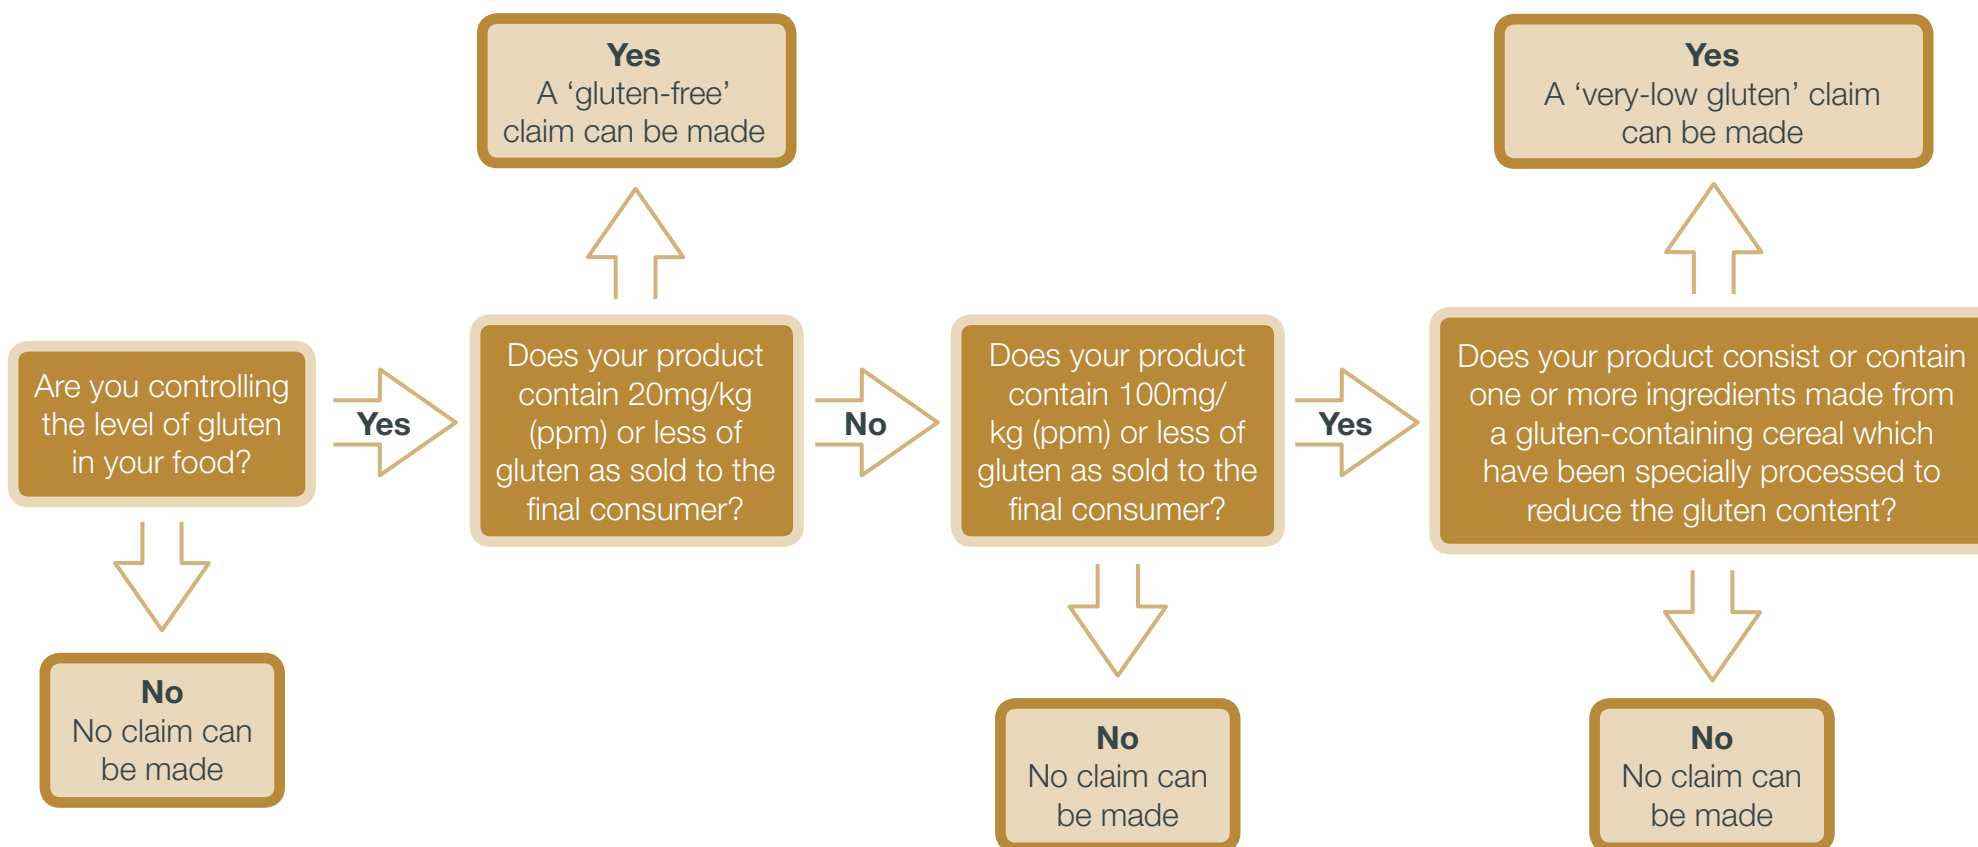 Yes
A ‘gluten-free’
claim can be made
Yes
A ‘very-low gluten’ claim
can be made
Are you controlling
the level of gluten
in your food?
Yes
Does your product
contain 20mg/kg
(ppm) or less of
gluten as sold to the
final consumer?
No
Does your product
contain 100mg/
kg (ppm) or less of
gluten as sold to the
final consumer?
Yes
Does your product consist or contain
one or more ingredients made from
a gluten-containing cereal which
have been specially processed to
reduce the gluten content?
No
No claim can
be made
No
No claim can
be made
No
No claim can
be made